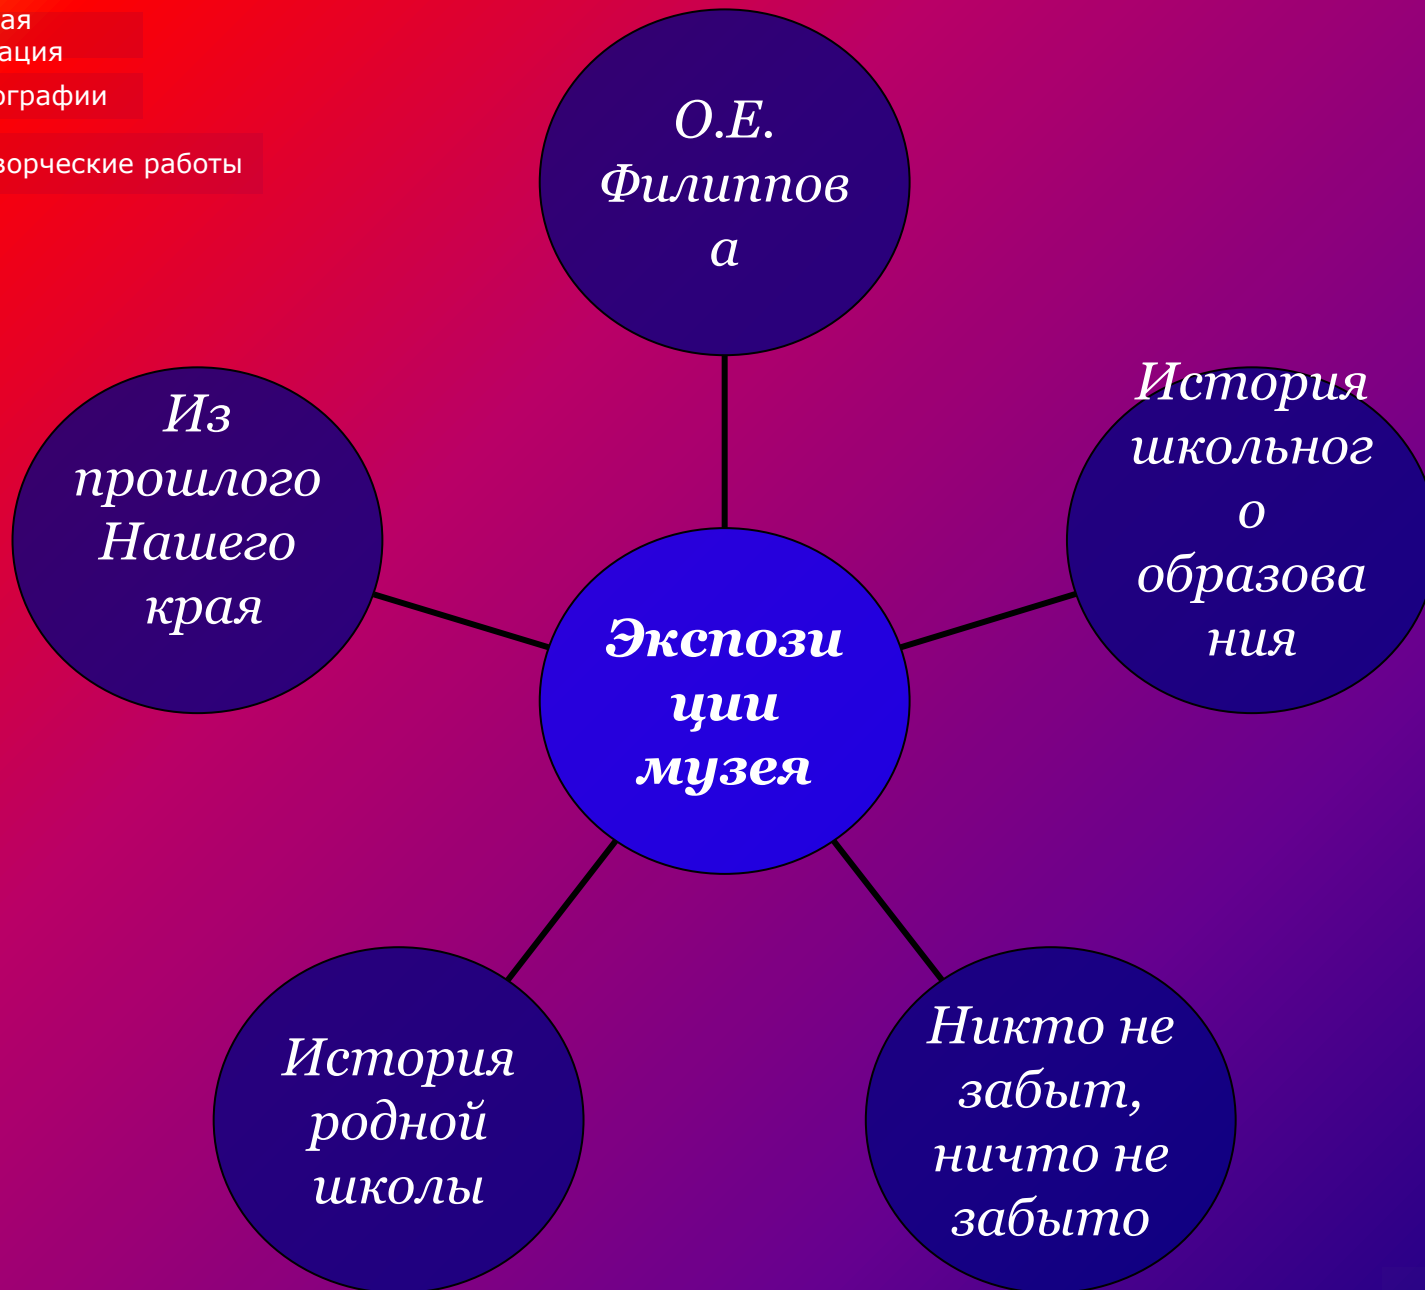 ая
ация
ографии
ворческие работы
О.Е.
Филиппов
а
Из
прошлого
Нашего
края
История
школьног
о
образова
ния
Экспози
ции
музея
История
родной
школы
Никто не
забыт,
ничто не
забыто